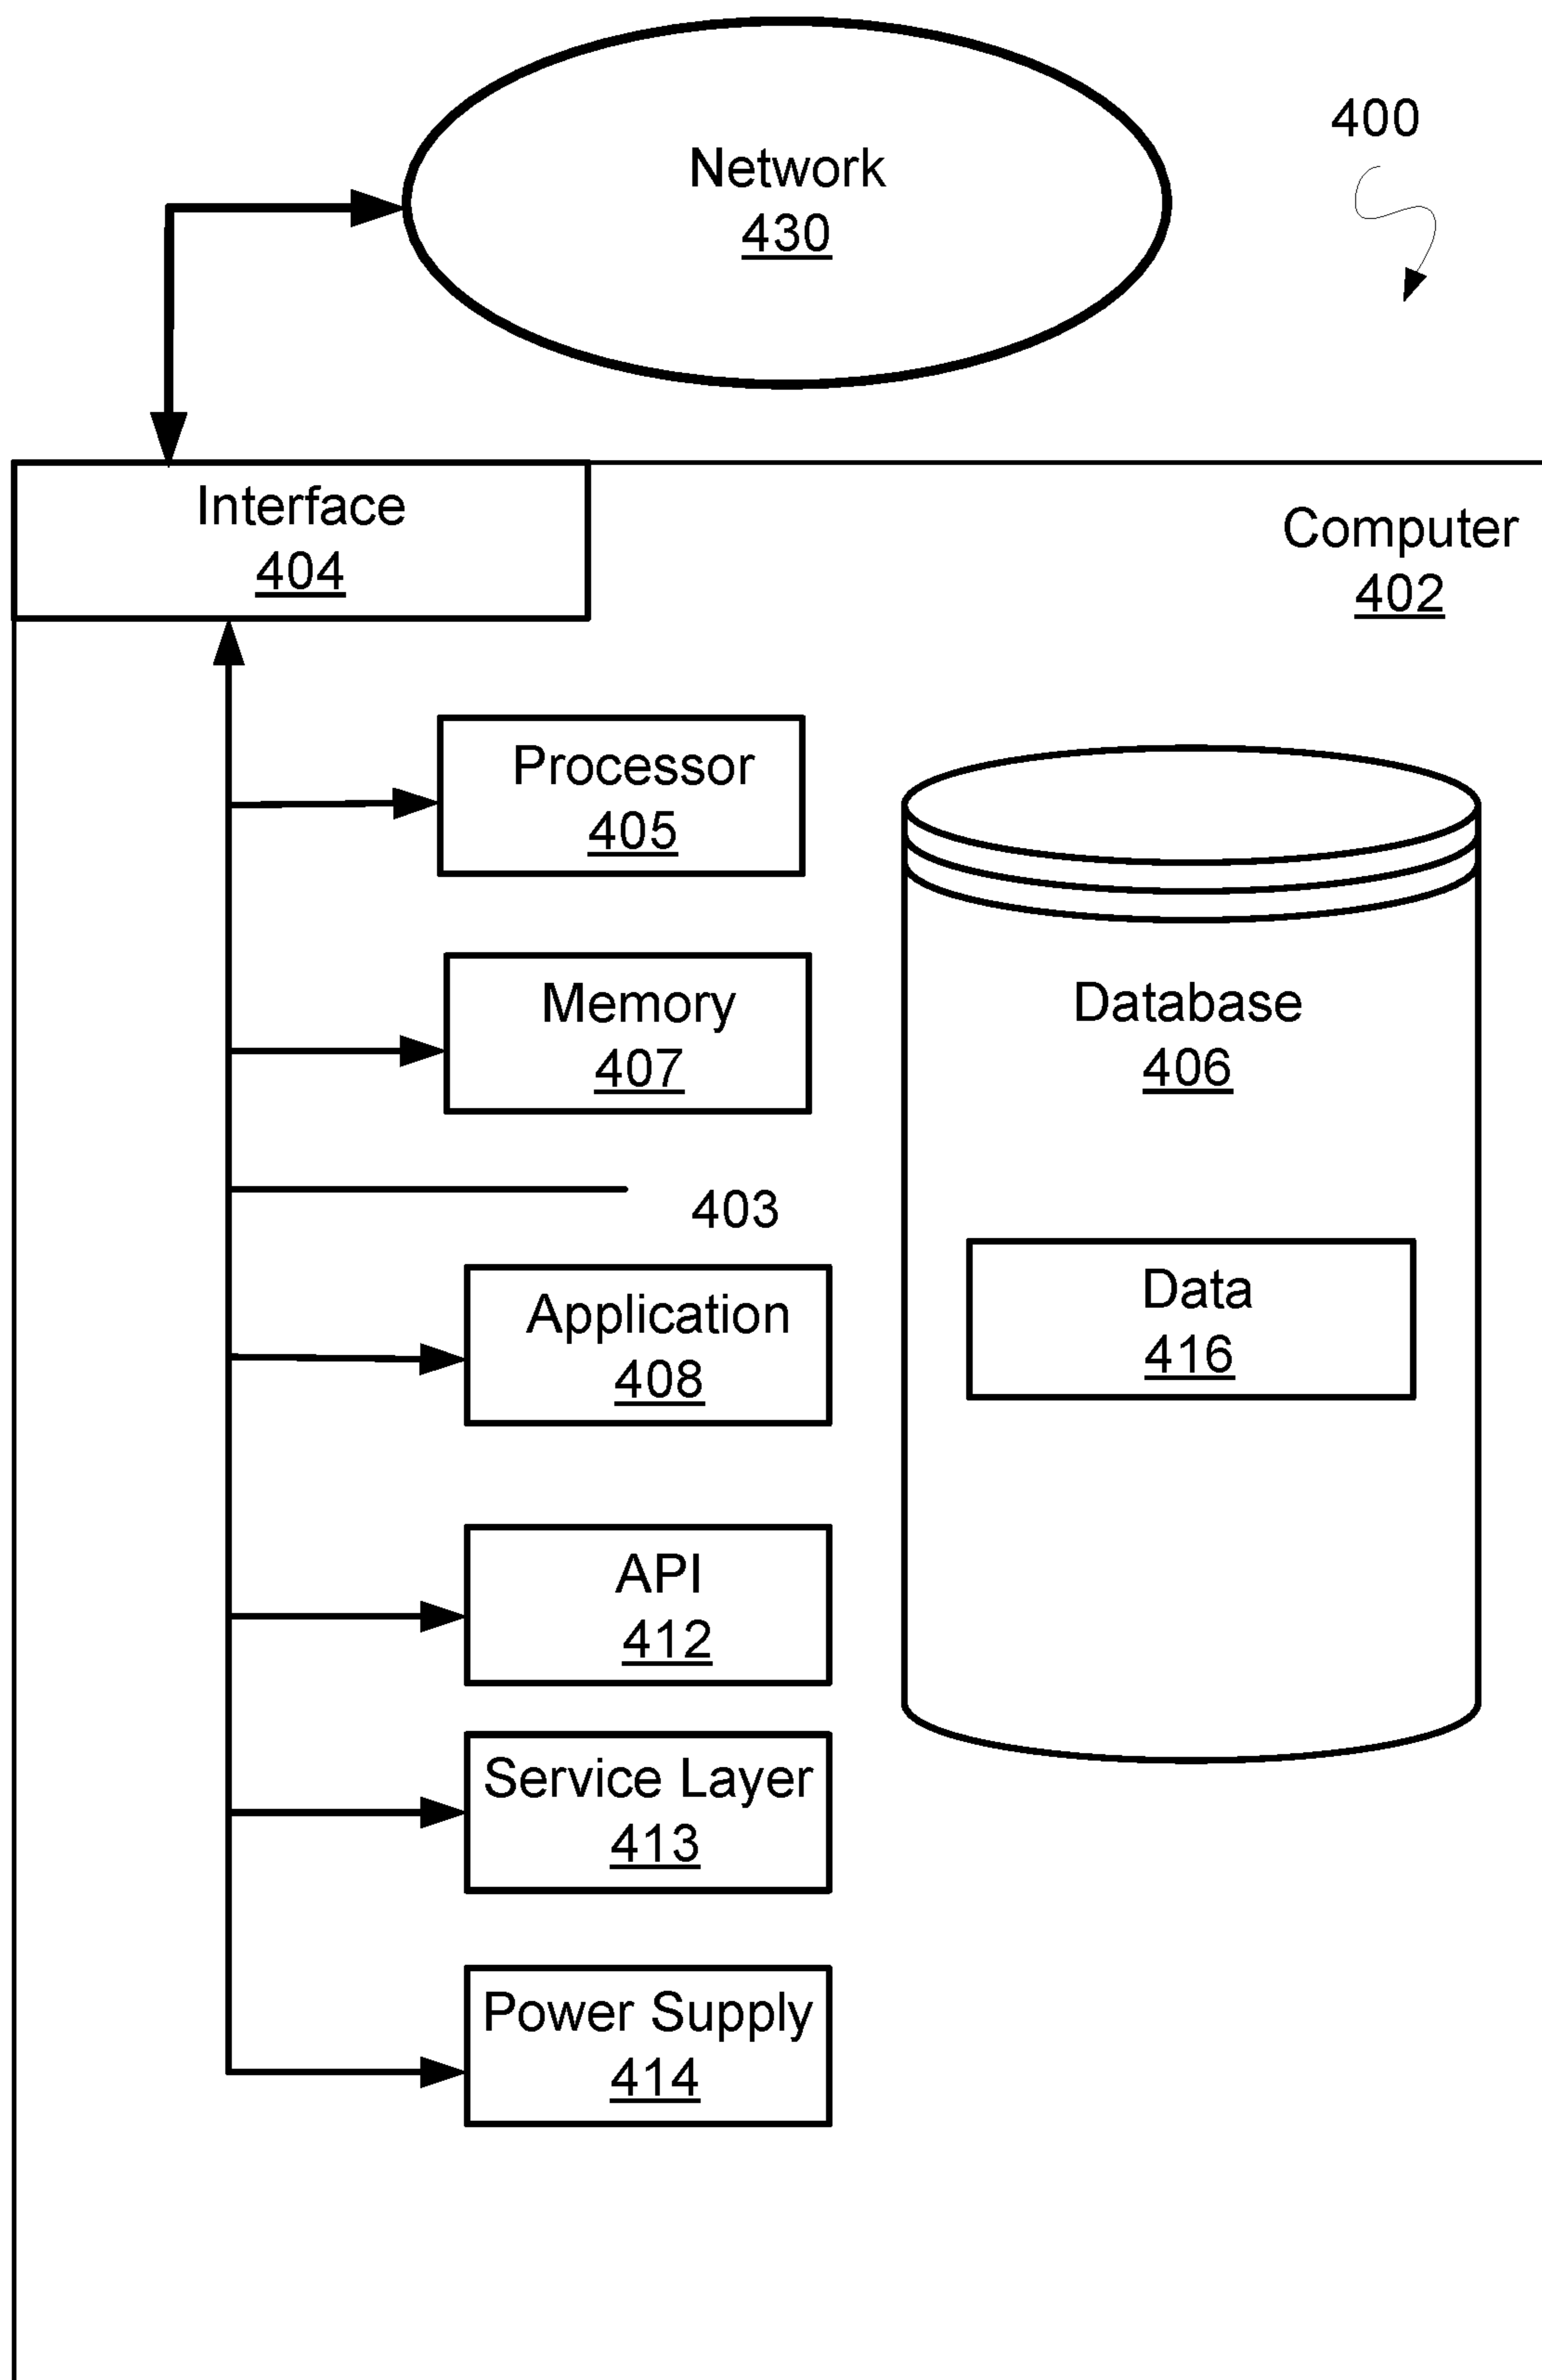 Network
430
400
Interface
404
Computer
402
Processor
405
Memory
407
Database
406
403
Data
416
Application
408
API
412
Service Layer
413
Power Supply
414